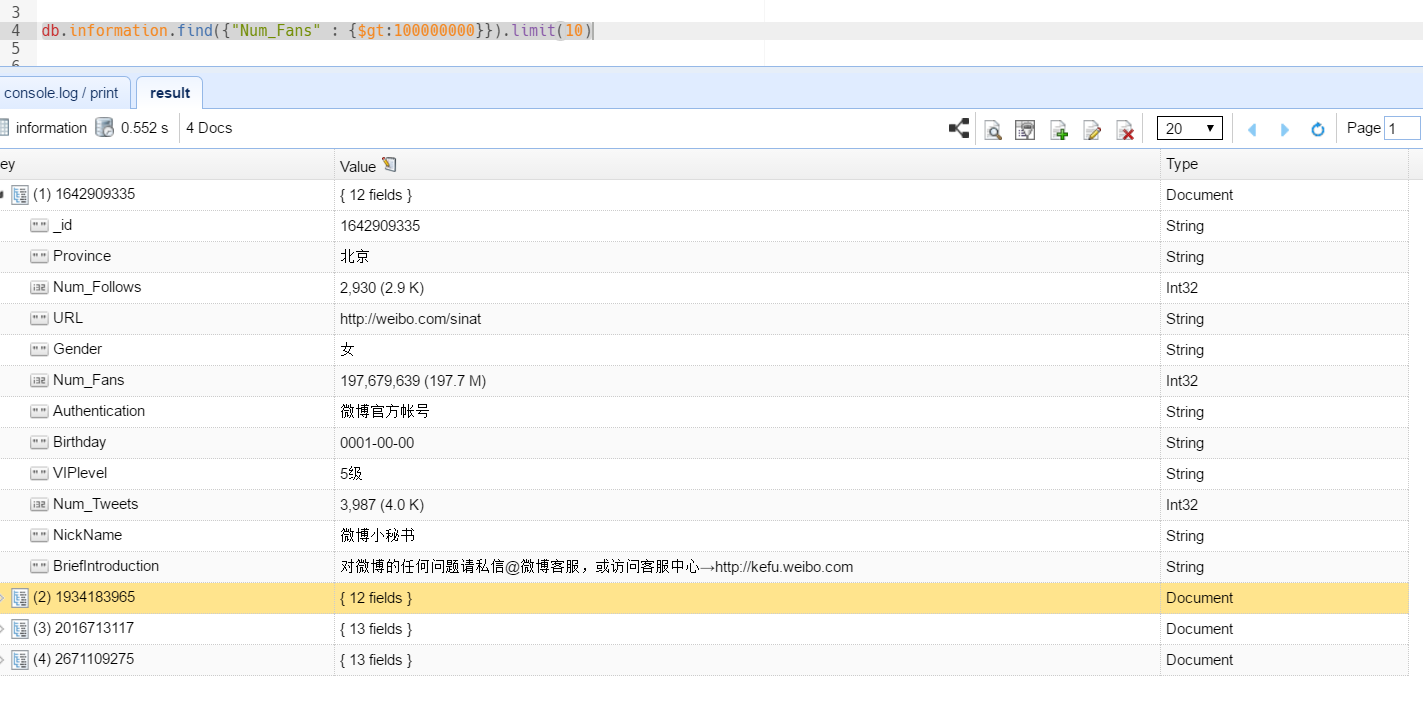 3
4 db.information.find({"Num_Fans" : {$gt:100000000}}).limit(10)
5
6
console.log / print result
information 0.552 s 4 Docs 20 Page 1
ey Value Type
(1) 1642909335 { 12 fields } Document
_id 1642909335 String
Province 北京 String
Num_Follows 2,930 (2.9 K) Int32
URL http://weibo.com/sinat String
Gender 女 String
Num_Fans 197,679,639 (197.7 M) Int32
Authentication 微博官方帐号 String
Birthday 0001-00-00 String
VIPlevel 5级 String
Num_Tweets 3,987 (4.0 K) Int32
NickName 微博小秘书 String
BriefIntroduction 对微博的任何问题请私信@微博客服，或访问客服中心→http://kefu.weibo.com String
(2) 1934183965 { 12 fields } Document
(3) 2016713117 { 13 fields } Document
(4) 2671109275 { 13 fields } Document